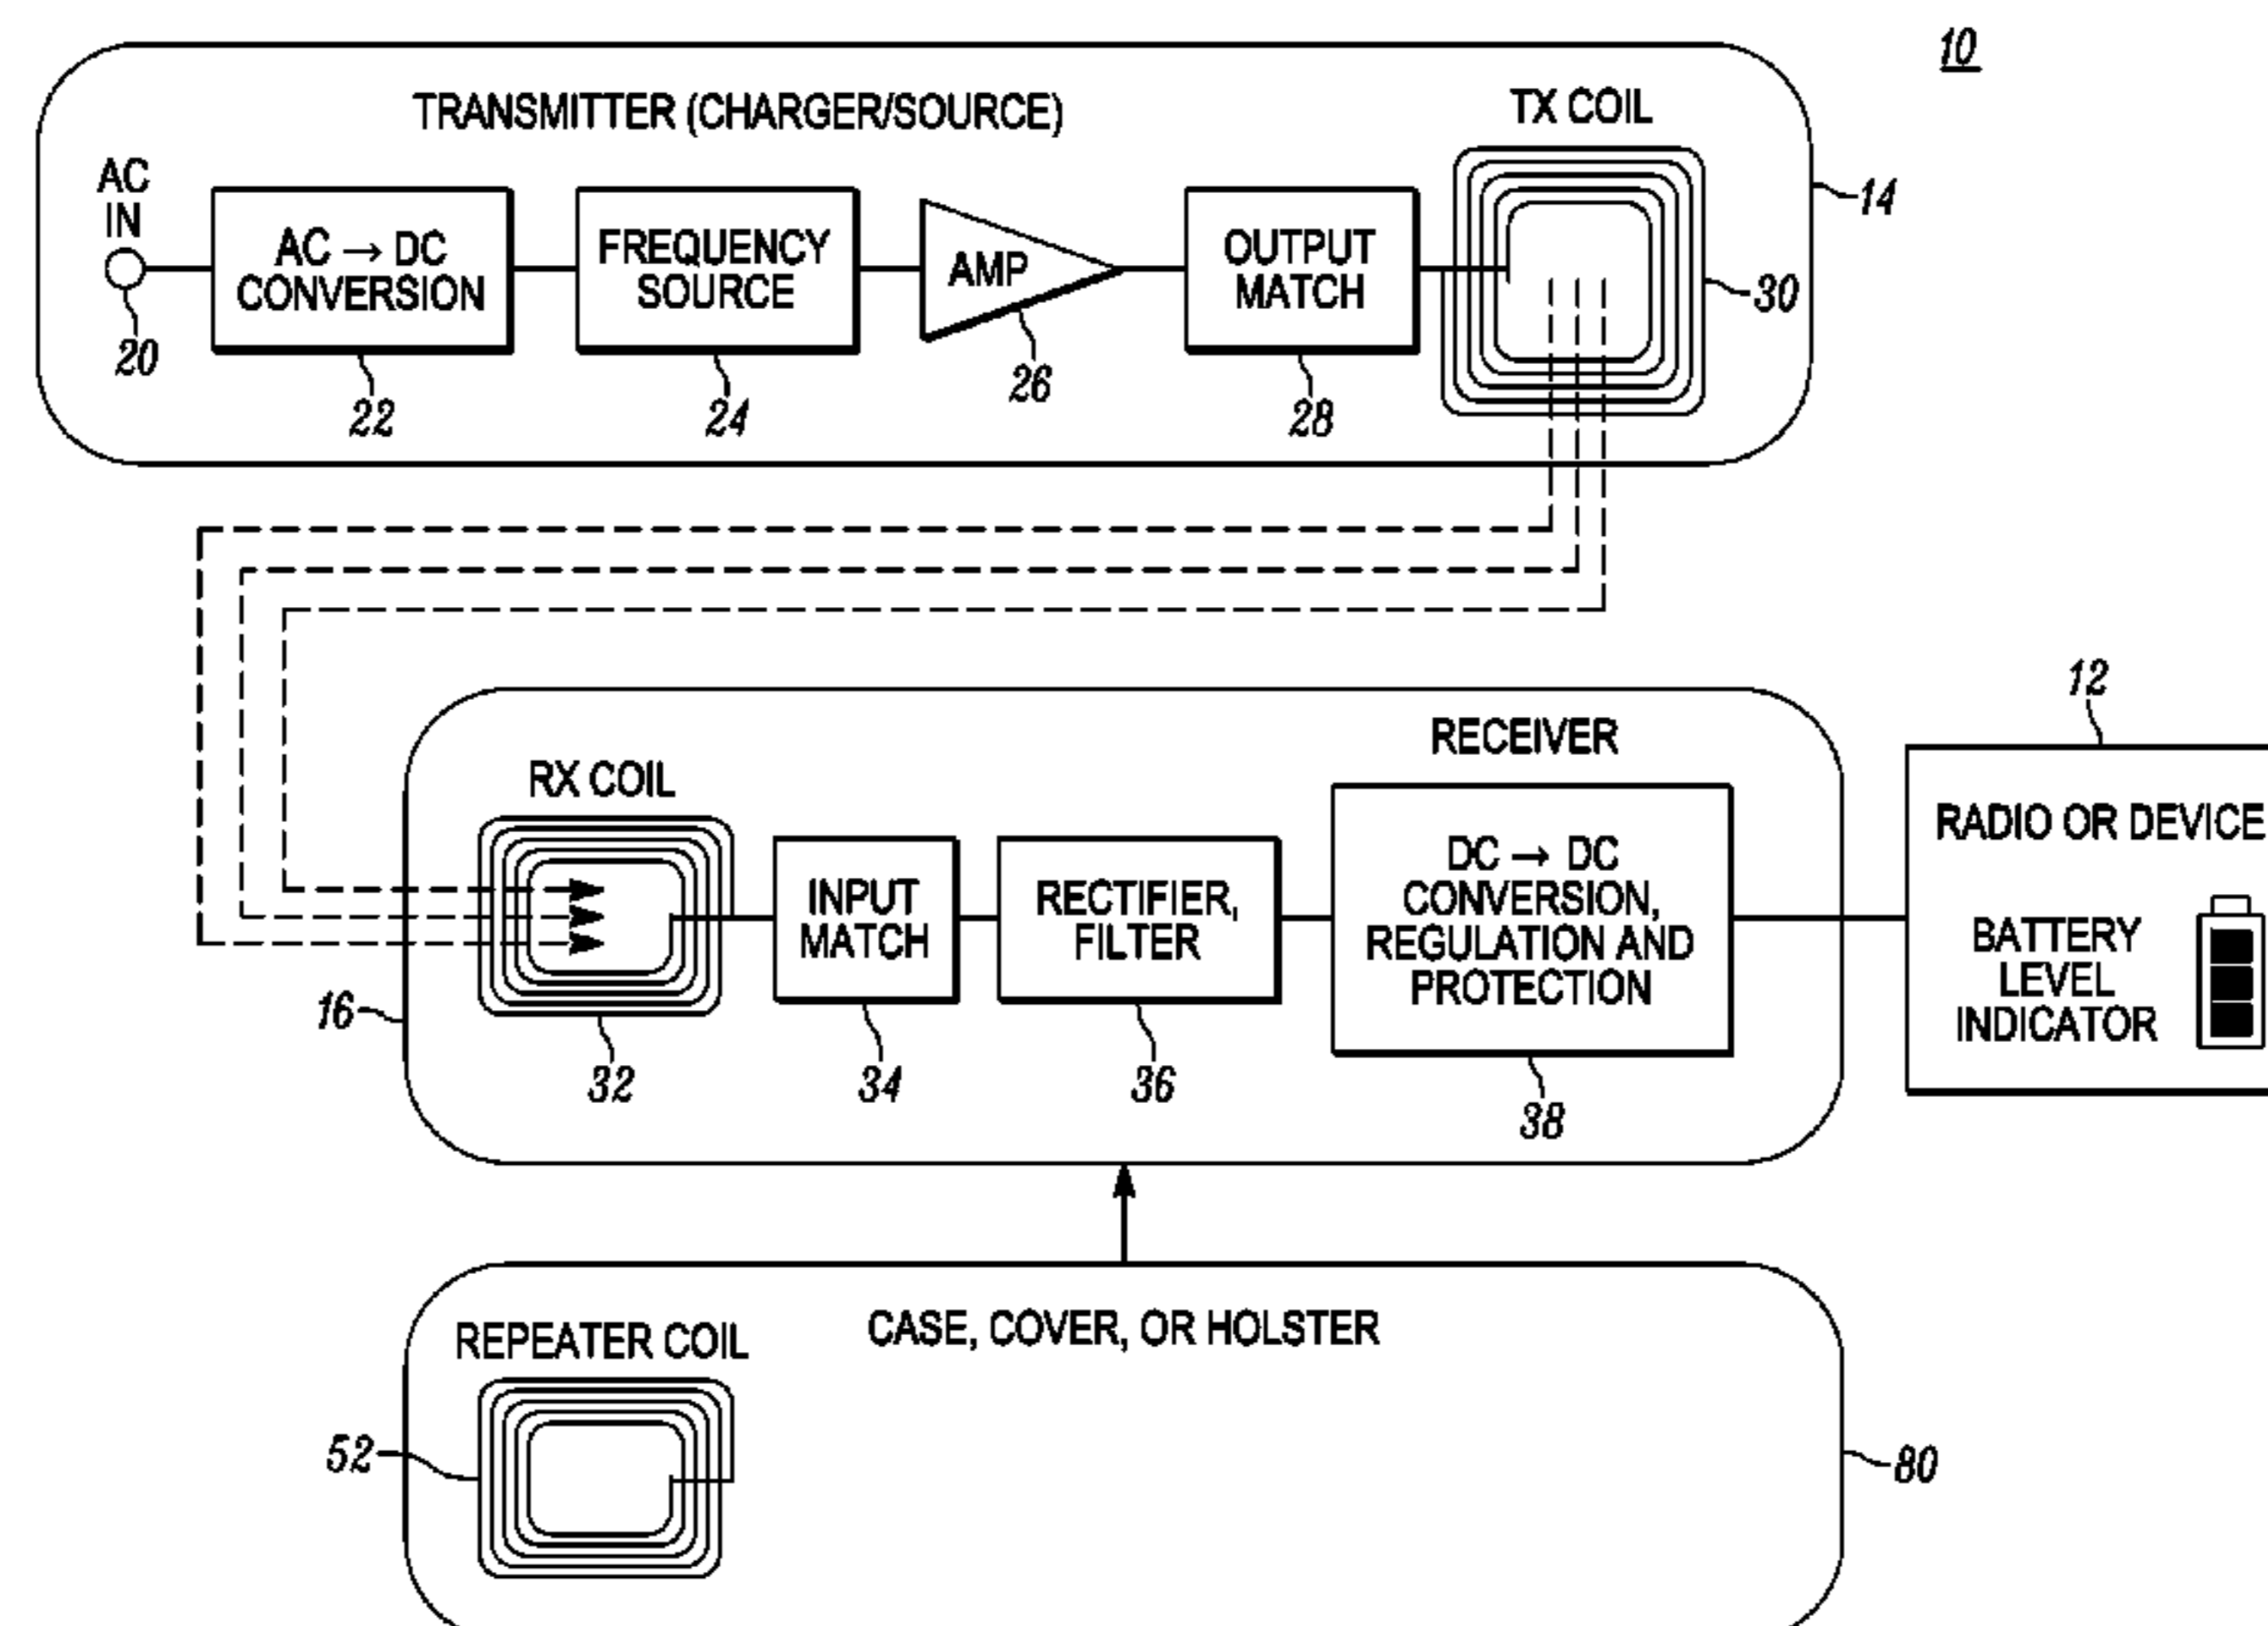 10
TRANSMITTER (CHARGER/SOURCE)
TX COIL
AC
IN
AC → DC
CONVERSION
FREQUENCY
SOURCE
AMP
OUTPUT
MATCH
14
30
20
22
24
26
28
12
RECEIVER
RX COIL
RADIO OR DEVICE
INPUT
MATCH
RECTIFIER,
FILTER
DC → DC
CONVERSION,
REGULATION AND
PROTECTION
BATTERY
LEVEL
INDICATOR
16
32
34
36
38
CASE, COVER, OR HOLSTER
REPEATER COIL
52
80